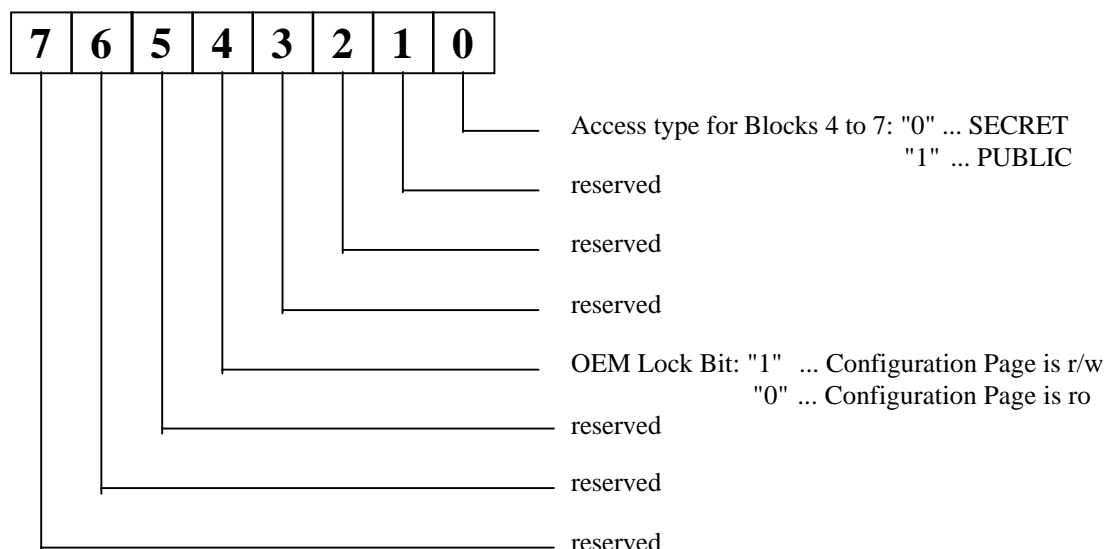 7 6 5 4 3 2 1 0
Access type for Blocks 4 to 7: "0" ... SECRET
"1" ... PUBLIC
reserved
reserved
reserved
OEM Lock Bit: "1" ... Configuration Page is r/w
"0" ... Configuration Page is ro
reserved
reserved
reserved